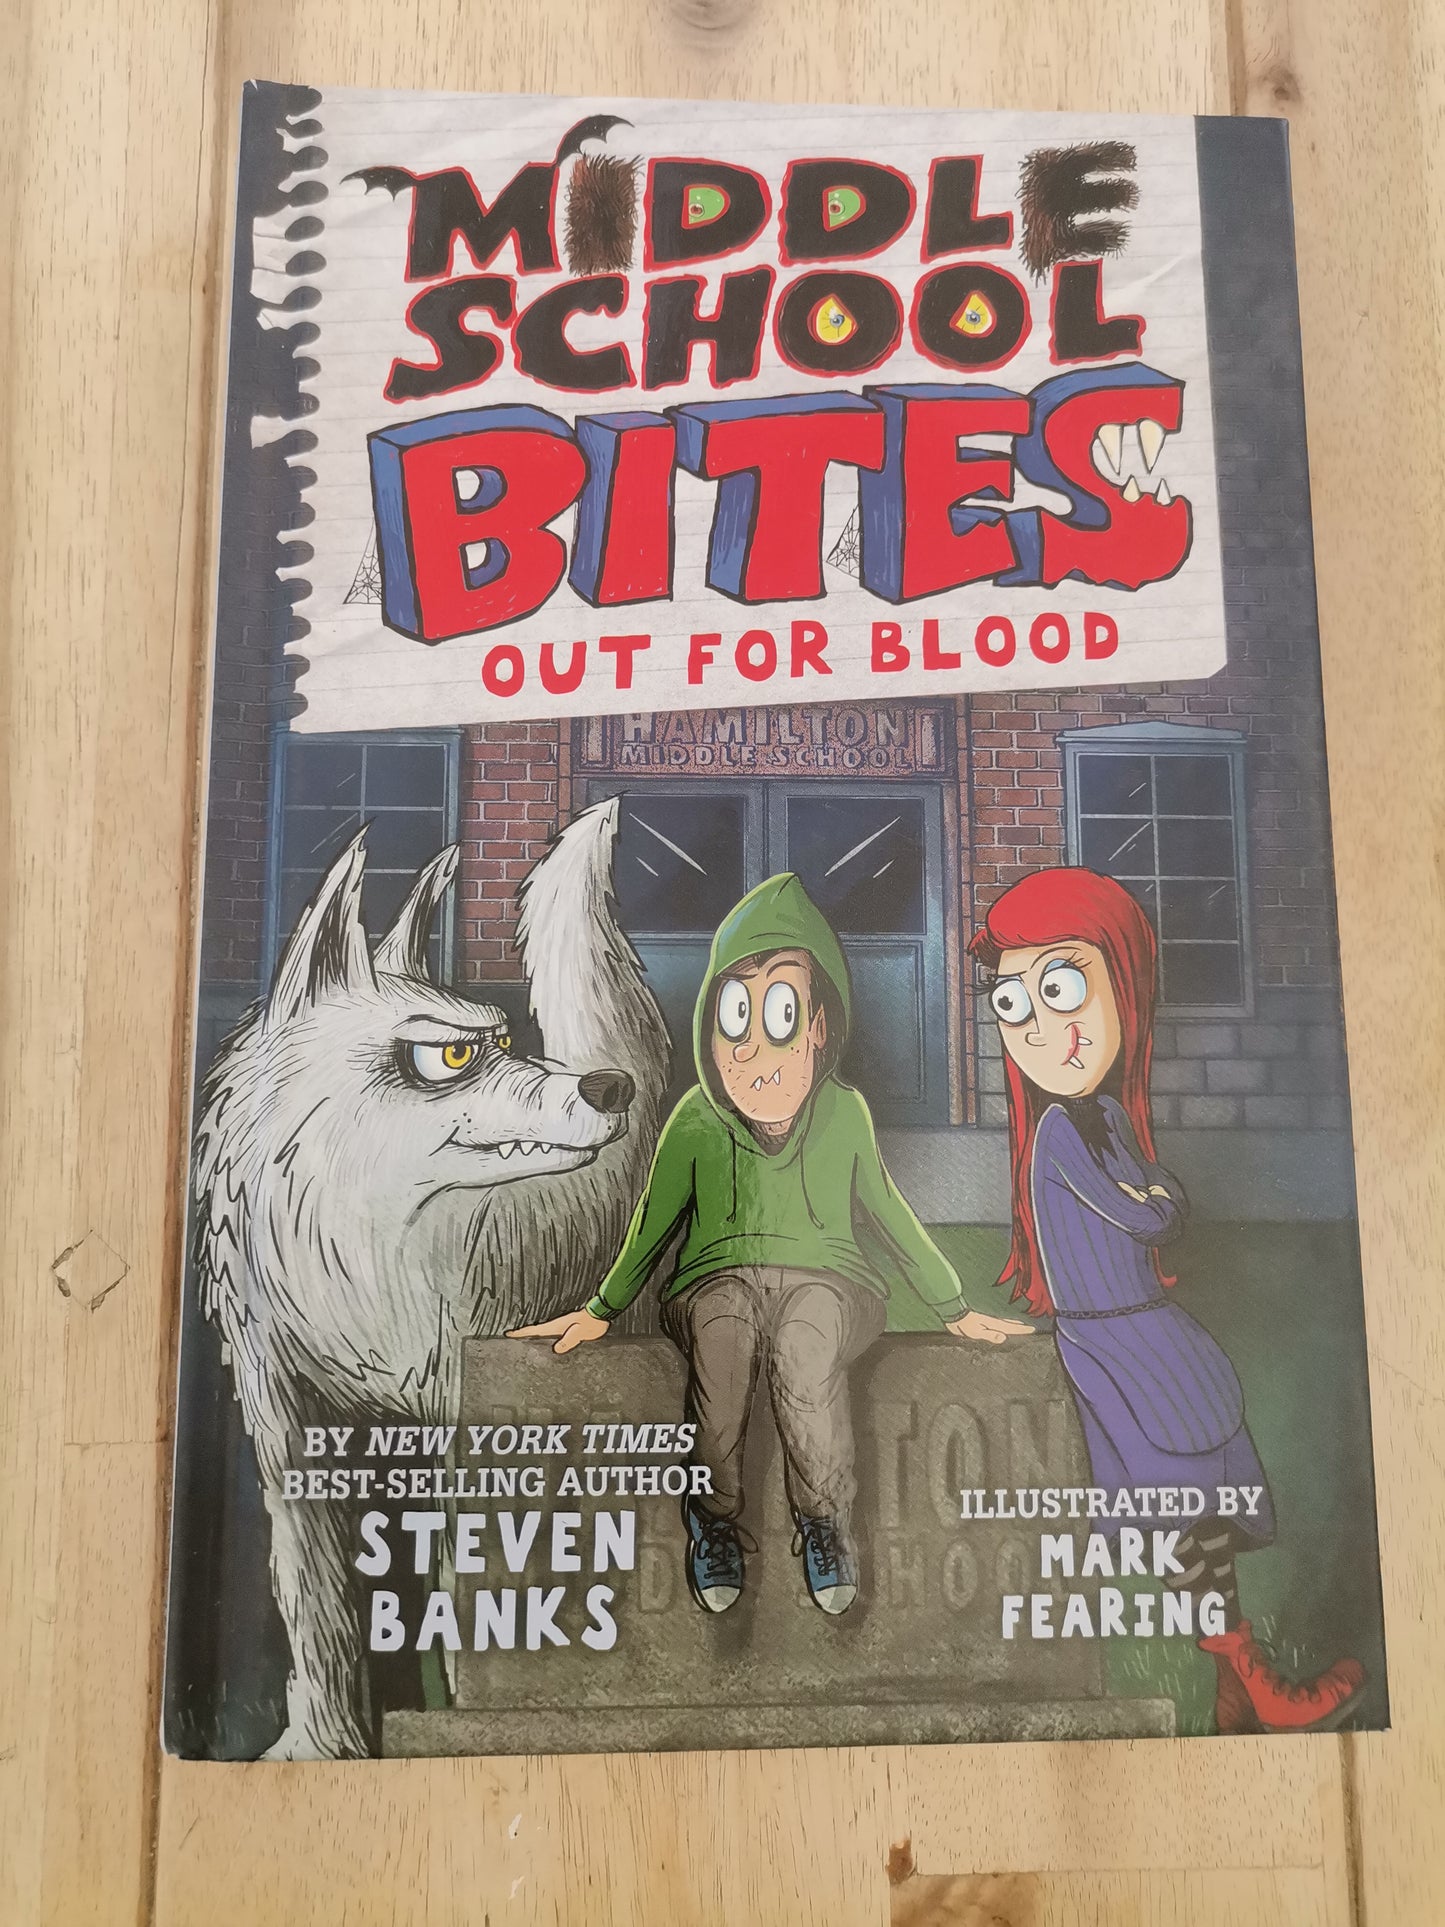 MIDDLE
SCHOOL
BITES
OUT FOR BLOOD
HAMILTON
MIDDLE SCHOOL
BY NEW YORK TIMES
BEST-SELLING AUTHOR
STEVEN
BANKS
ILLUSTRATED BY
MARK
FEARING